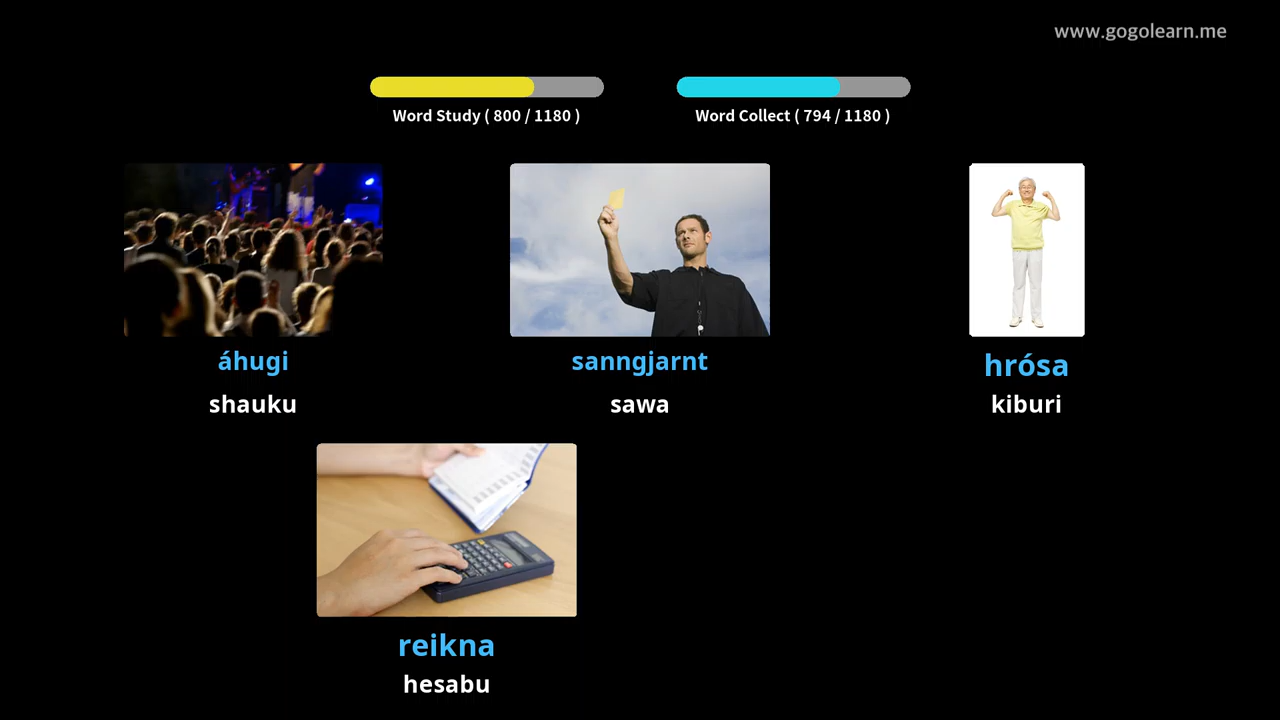 www.gogolearn.me
Word Study ( 800 / 1180 )
Word Collect ( 794 / 1180 )
áhugi
shauku
sanngjarnt
sawa
hrósa
kiburi
reikna
hesabu